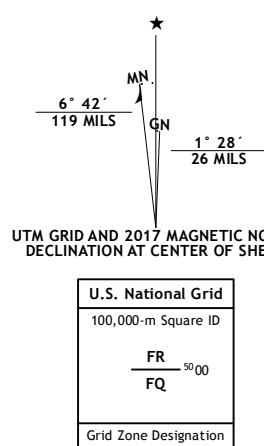 ★
MN
6° 42´
119 MILS
GN
1° 28´
26 MILS
UTM GRID AND 2017 MAGNETIC NO
DECLINATION AT CENTER OF SHE
U.S. National Grid
100,000-m Square ID
FR
5000
FQ
Grid Zone Designation